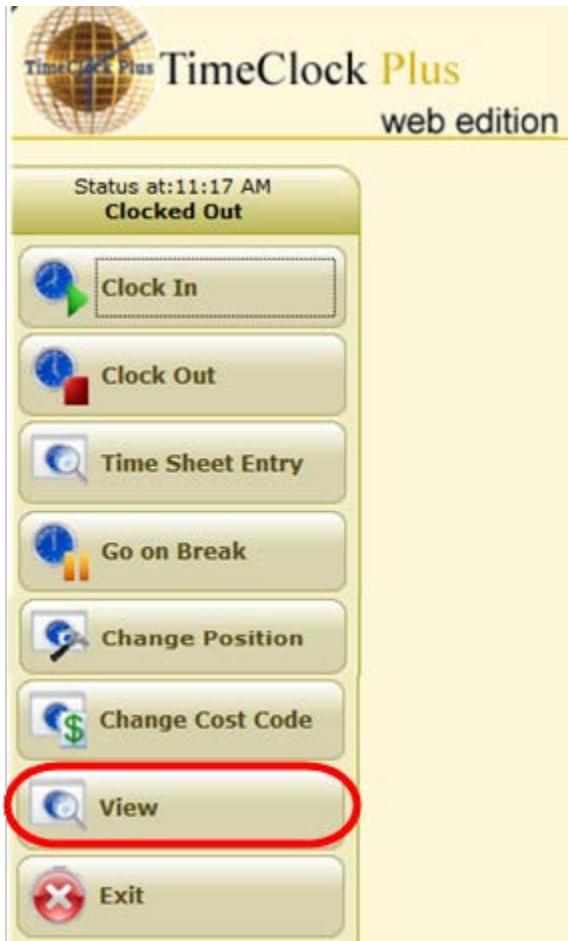 TimeClock Plus
TimeClock Plus
web edition
Status at:11:17 AM
Clocked Out
Clock In
Clock Out
Time Sheet Entry
Go on Break
Change Position
Change Cost Code
$
View
Exit